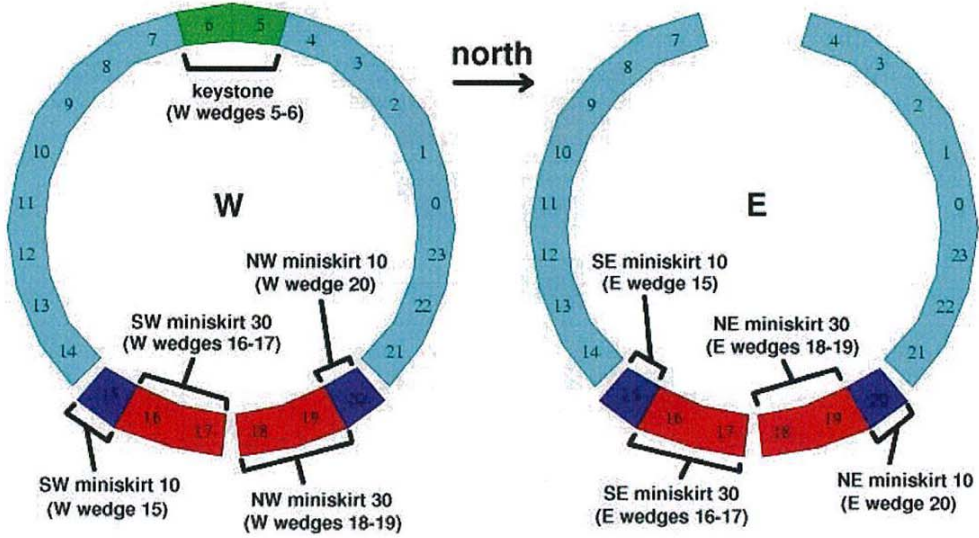 6 5
7 4
8 3
9 2
10 1
11 0
12 23
13 22
14 21
15 20
16 19
17 18
keystone
(W wedges 5-6)
W
NW miniskirt 10
(W wedge 20)
SW miniskirt 30
(W wedges 16-17)
SW miniskirt 10
(W wedge 15)
NW miniskirt 30
(W wedges 18-19)
north
7 4
8 3
9 2
10 1
11 0
12 23
13 22
14 21
15 20
16 19
17 18
E
SE miniskirt 10
(E wedge 15)
NE miniskirt 30
(E wedges 18-19)
SE miniskirt 30
(E wedges 16-17)
NE miniskirt 10
(E wedge 20)